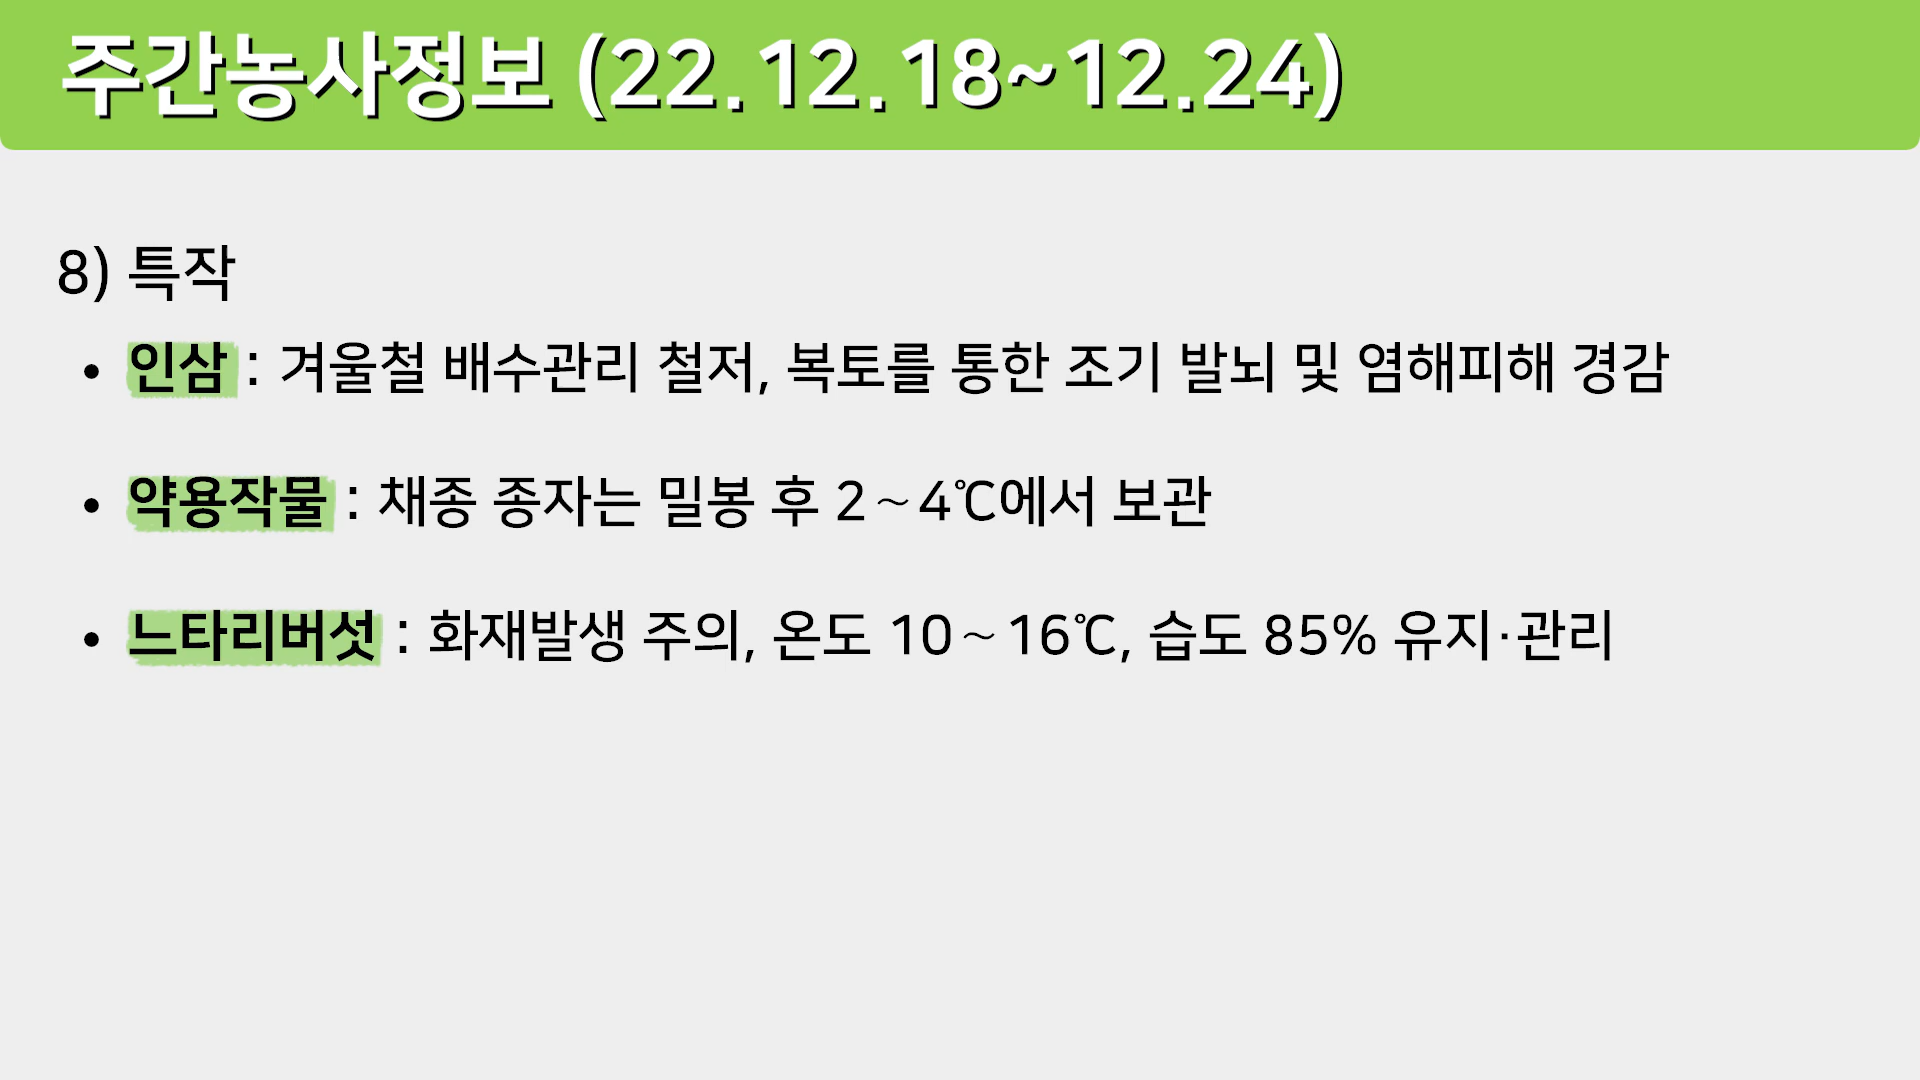 주간농사정보 (22.12.18~12.24)
8) 특작
• 인삼 : 겨울철 배수관리 철저, 복토를 통한 조기 발뇌 및 염해피해 경감
• 약용작물 : 채종 종자는 밀봉 후 2～4℃에서 보관
• 느타리버섯 : 화재발생 주의, 온도 10～16℃, 습도 85% 유지·관리